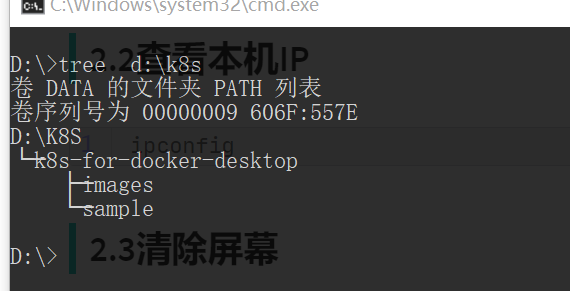 C:\Windows\system32\cmd.exe
2.2查看本机IP
D:\>tree  d:\k8s
卷 DATA 的文件夹 PATH 列表
卷序列号为 00000009 606F:557E
D:\K8S
1 ipconfig
└─k8s-for-docker-desktop
├─images
└─sample
2.3清除屏幕
D:\>